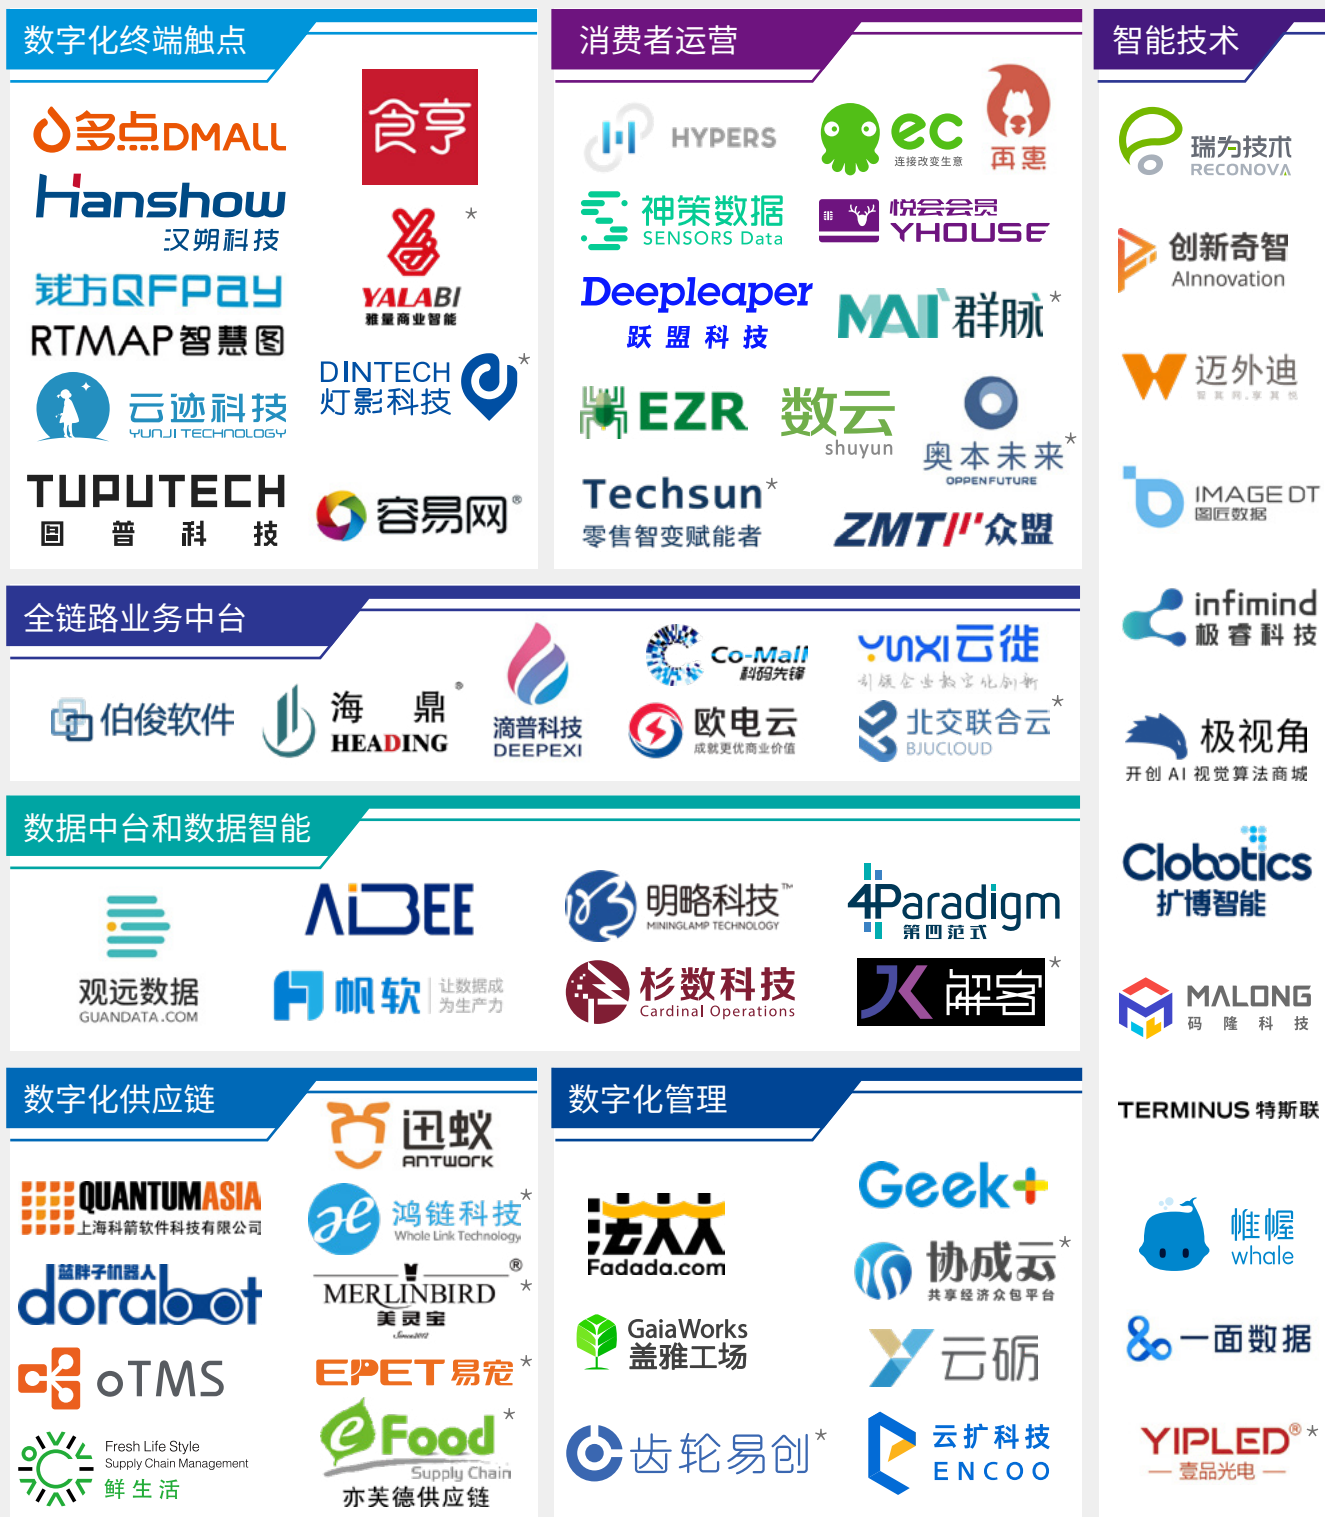 数字化终端触点
多点DMALL
Hanshow
汉朔科技
钱方QFPay
RTMAP智慧图
云迹科技
YUNJI TECHNOLOGY
TUPUTECH
图普科技
食亨
*
YALABI
雅量商业智能
DINTECH
灯影科技
*
容易网®
消费者运营
HYPERS
ec
连接改变生意
再惠
神策数据
SENSORS Data
悦会会员
YHOUSE
Deepleaper
跃盟科技
MAI 群脉*
EZR
数云
shuyun
奥本未来*
OPPENFUTURE
Techsun*
零售智变赋能者
ZMT 众盟
智能技术
瑞为技术
RECONOVA
创新奇智
AInnovation
迈外迪
IMAGE DT
图匠数据
infimind
极睿科技
极视角
开创 AI 视觉算法商城
Clobotics
扩博智能
MALONG
码隆科技
TERMINUS 特斯联
帷幄
whale
一面数据
YIPLED®*
壹品光电
全链路业务中台
伯俊软件
海鼎®
HEADING
滴普科技
DEEPEXI
Co-Mall
科码先锋
欧电云
成就更优商业价值
YUNXI云徙
引领企业数字化创新
北交联合云*
BJUCLOUD
数据中台和数据智能
观远数据
GUANDATA.COM
AIBEE
帆软
让数据成
为生产力
明略科技™
MININGLAMP TECHNOLOGY
杉数科技
Cardinal Operations
4Paradigm
第四范式
JK 解客*
数字化供应链
QUANTUMASIA
上海科箭软件科技有限公司
蓝胖子机器人
dorabot
oTMS
Fresh Life Style
Supply Chain Management
鲜生活
迅蚁
ANTWORK
鸿链科技*
Whole Link Technology
MERLINBIRD®*
美灵宝
Since2012
EPET易宠*
eFood*
Supply Chain
亦芙德供应链
数字化管理
法大大
Fadada.com
GaiaWorks
盖雅工场
齿轮易创*
Geek+
协成云*
共享经济众包平台
云砺
云扩科技
ENCOO